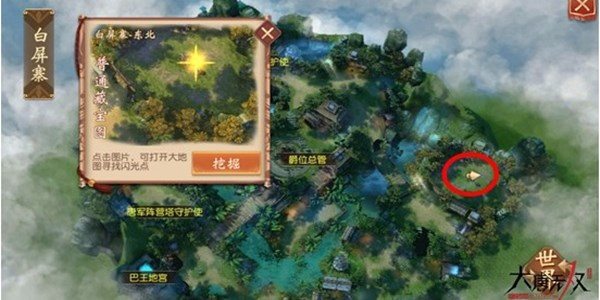 白屏寨
白屏寨·东北
普通藏宝图
点击图片，可打开大地
图寻找闪光点
挖掘
护使
爵位总管
唐军阵营塔守护使
巴王地宫
世界
大唐无双